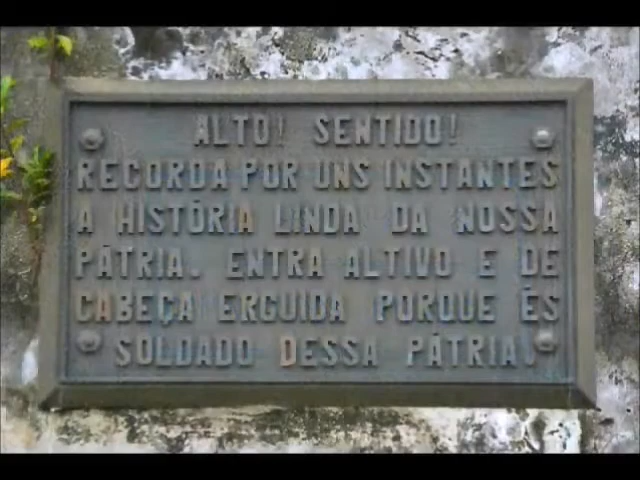 ALTO! SENTIDO!
RECORDA POR UNS INSTANTES
A HISTÓRIA LINDA DA NOSSA
PÁTRIA. ENTRA ALTIVO E DE
CABEÇA ERGUIDA PORQUE ÉS
SOLDADO DESSA PÁTRIA.